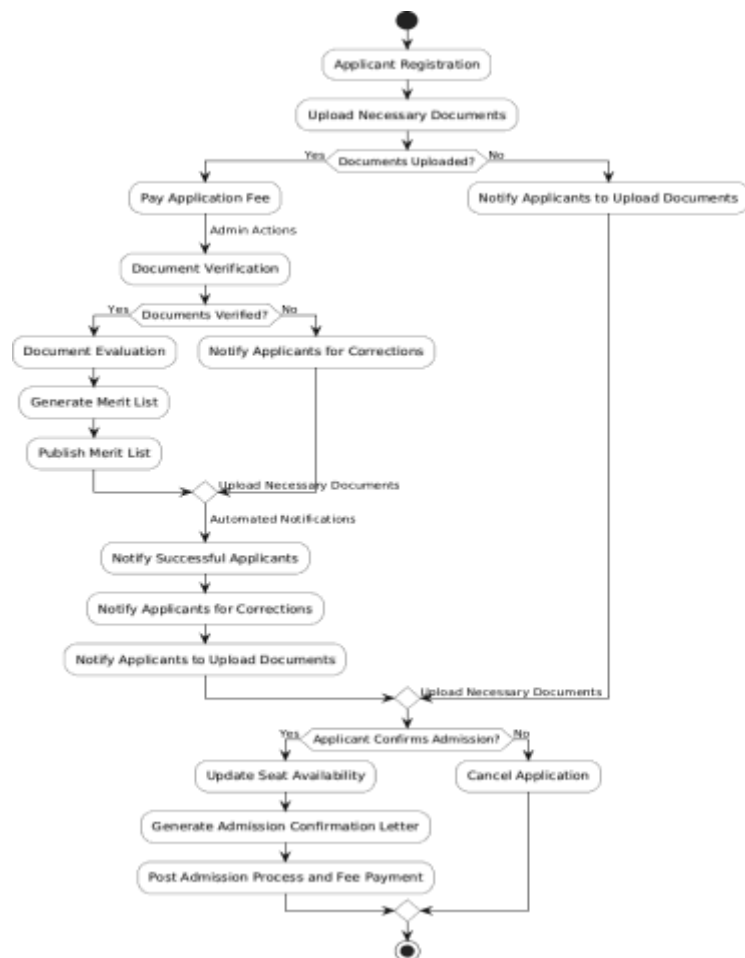 Applicant Registration
Upload Necessary Documents
Yes
Documents Uploaded?
No
Pay Application Fee
Notify Applicants to Upload Documents
Admin Actions
Document Verification
Yes
Documents Verified?
No
Document Evaluation
Notify Applicants for Corrections
Generate Merit List
Publish Merit List
Upload Necessary Documents
Automated Notifications
Notify Successful Applicants
Notify Applicants for Corrections
Notify Applicants to Upload Documents
Upload Necessary Documents
Yes
Applicant Confirms Admission?
No
Update Seat Availability
Cancel Application
Generate Admission Confirmation Letter
Post Admission Process and Fee Payment